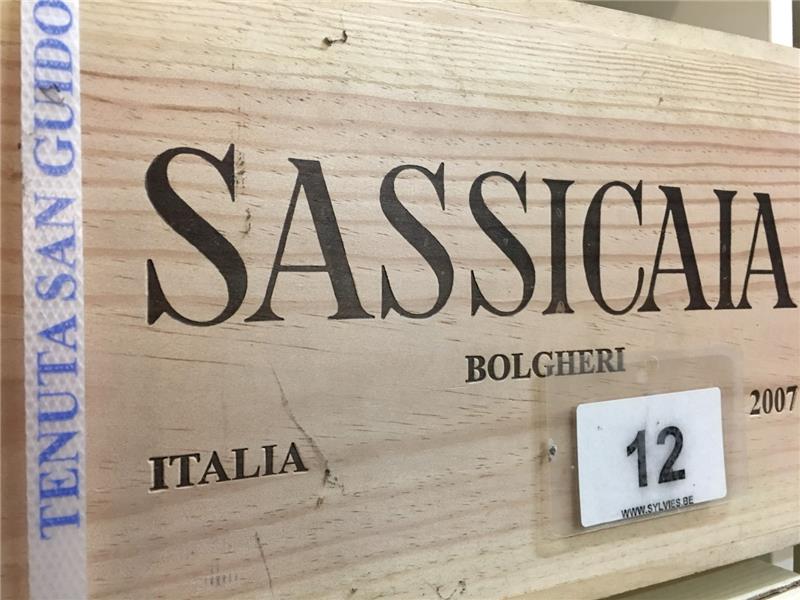 TENUTA SAN GUIDO
SASSICAIA
BOLGHERI
2007
ITALIA
12
WWW.SYLVIES.BE